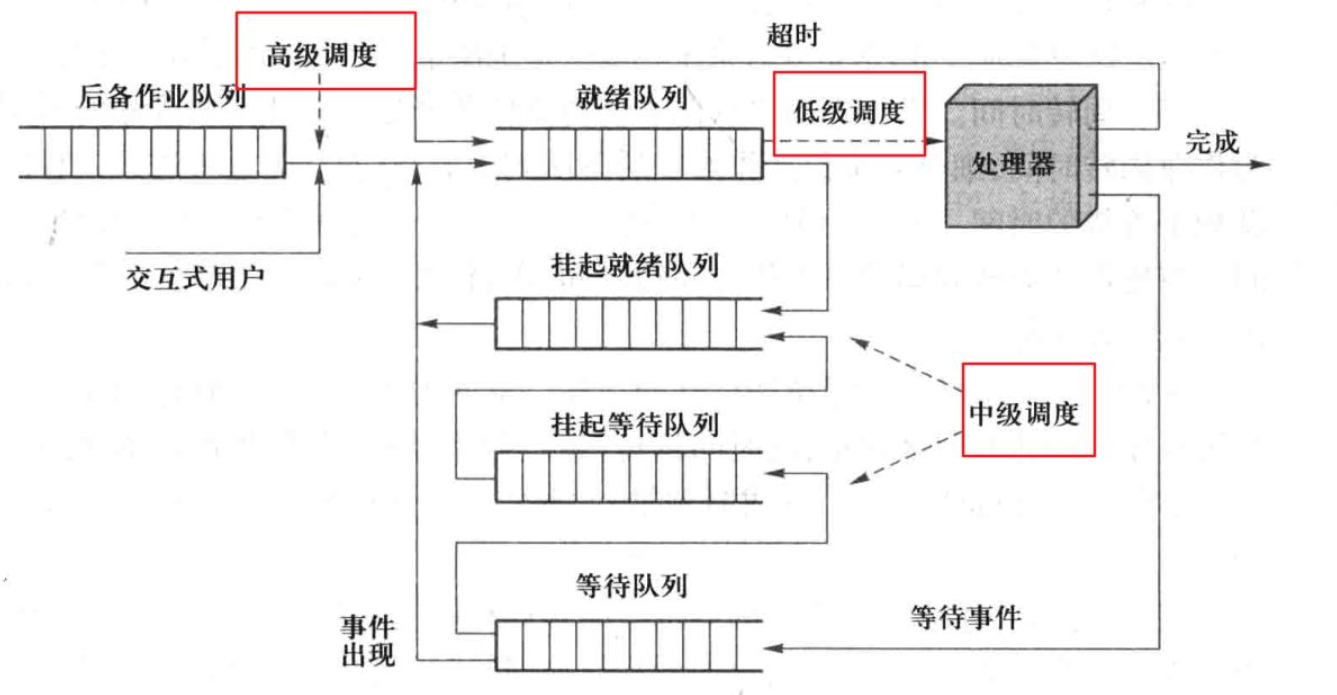 超时
高级调度
后备作业队列
就绪队列
低级调度
处理器
完成
交互式用户
挂起就绪队列
中级调度
挂起等待队列
等待队列
等待事件
事件
出现